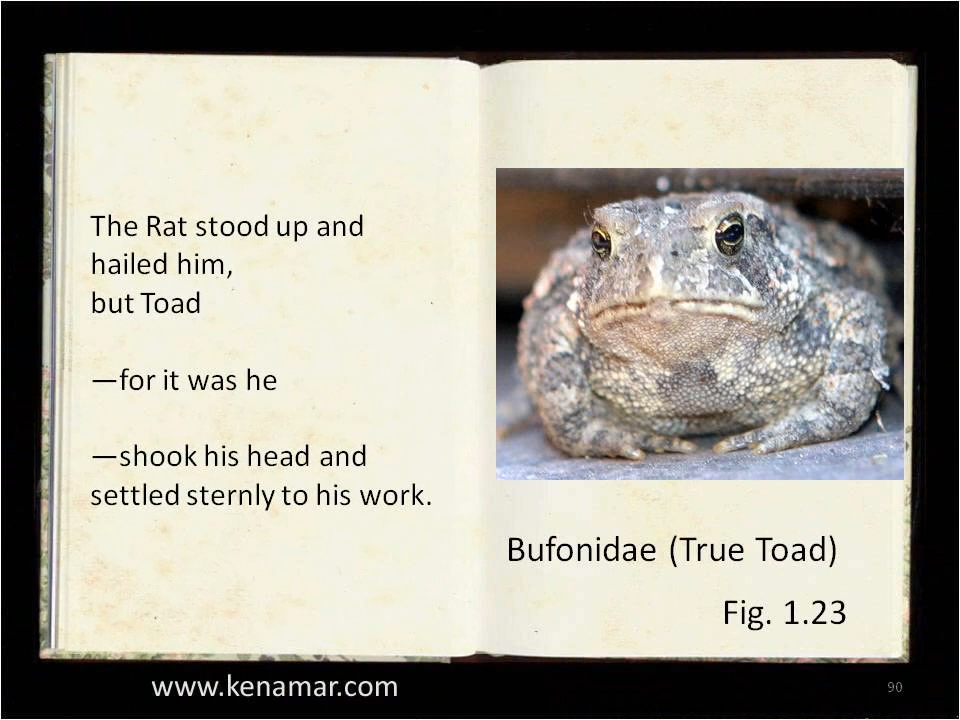 The Rat stood up and
hailed him,
but Toad
—for it was he
—shook his head and
settled sternly to his work.
Bufonidae (True Toad)
Fig. 1.23
www.kenamar.com
90